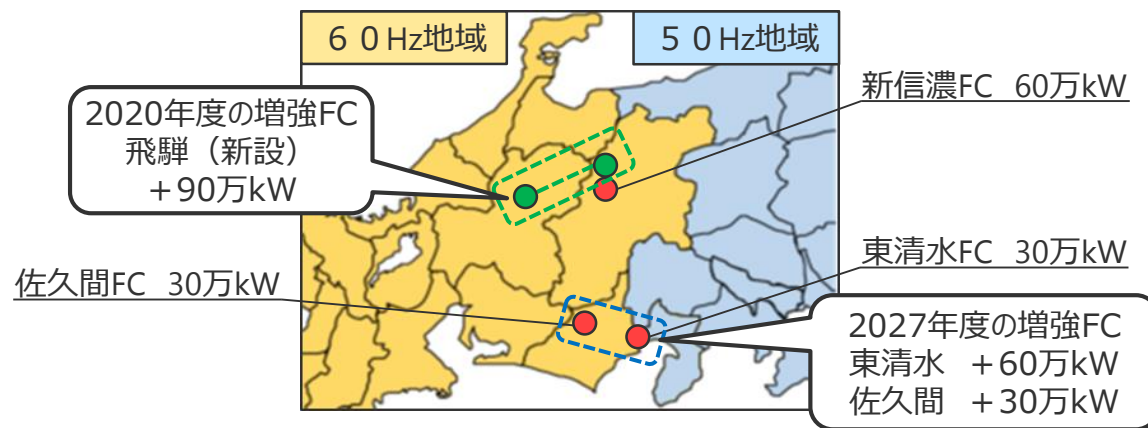 ６０Hz地域
５０Hz地域
新信濃FC 60万kW
2020年度の増強FC
飛騨（新設）
＋90万kW
東清水FC 30万kW
佐久間FC 30万kW
2027年度の増強FC
東清水 ＋60万kW
佐久間 ＋30万kW